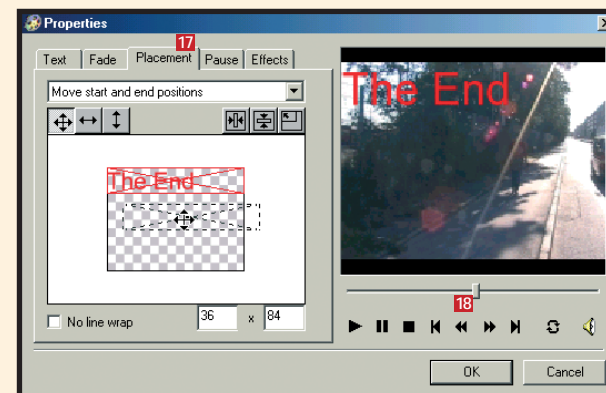 Properties
17
Text Fade Placement Pause Effects
Move start and end positions
The End
No line wrap 36 x 84
The End
18
OK Cancel